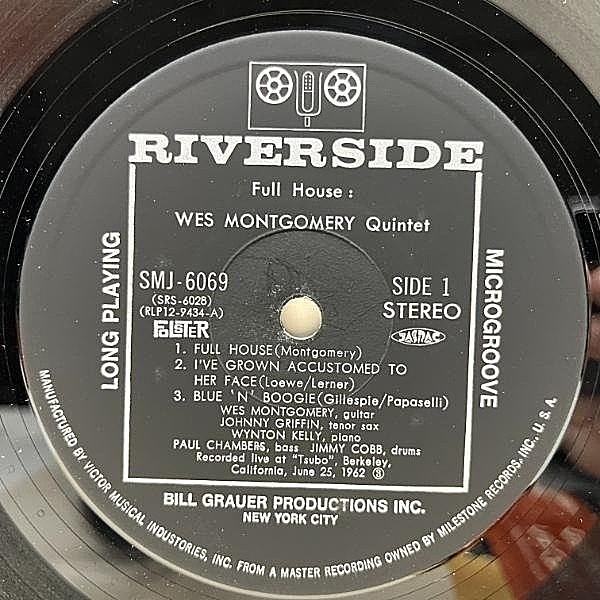 RIVERSIDE
Full House:
WES MONTGOMERY Quintet
LONG PLAYING
MICROGROOVE
SMJ-6069
(SRS-6028)
(RLP12-9434-A)
POLISTER
SIDE 1
STEREO
JASRAC
1. FULL HOUSE(Montgomery)
2. I'VE GROWN ACCUSTOMED TO
HER FACE(Loewe/Lerner)
3. BLUE 'N' BOOGIE(Gillesple/Papaselli)
WES MONTGOMERY, guitar
JOHNNY GRIFFIN, tenor sax
WYNTON KELLY, piano
PAUL CHAMBERS, bass JIMMY COBB, drums
Recorded live at "Tsubo", Berkeley,
California, June 25, 1962
BILL GRAUER PRODUCTIONS INC.
NEW YORK CITY
MANUFACTURED BY VICTOR MUSICAL INDUSTORIES, INC. FROM A MASTER RECORDING OWNED BY MILESTONE RECORDS, INC., U.S.A.